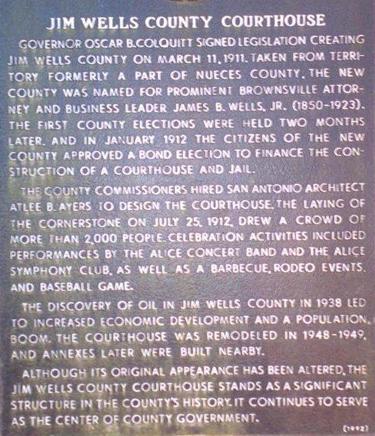 JIM WELLS COUNTY COURTHOUSE
GOVERNOR OSCAR B. COLQUITT SIGNED LEGISLATION CREATING
JIM WELLS COUNTY ON MARCH 11, 1911. TAKEN FROM TERRI-
TORY FORMERLY A PART OF NUECES COUNTY, THE NEW
COUNTY WAS NAMED FOR PROMINENT BROWNSVILLE ATTOR-
NEY AND BUSINESS LEADER JAMES B. WELLS, JR. (1850-1923).
THE FIRST COUNTY ELECTIONS WERE HELD TWO MONTHS
LATER, AND IN JANUARY 1912 THE CITIZENS OF THE NEW
COUNTY APPROVED A BOND ELECTION TO FINANCE THE CON-
STRUCTION OF A COURTHOUSE AND JAIL.
THE COUNTY COMMISSIONERS HIRED SAN ANTONIO ARCHITECT
ATLEE B. AYERS TO DESIGN THE COURTHOUSE. THE LAYING OF
THE CORNERSTONE ON JULY 25, 1912, DREW A CROWD OF
MORE THAN 2,000 PEOPLE. CELEBRATION ACTIVITIES INCLUDED
PERFORMANCES BY THE ALICE CONCERT BAND AND THE ALICE
SYMPHONY CLUB, AS WELL AS A BARBECUE, RODEO EVENTS,
AND BASEBALL GAME.
THE DISCOVERY OF OIL IN JIM WELLS COUNTY IN 1938 LED
TO INCREASED ECONOMIC DEVELOPMENT AND A POPULATION
BOOM. THE COURTHOUSE WAS REMODELED IN 1948-1949,
AND ANNEXES LATER WERE BUILT NEARBY.
ALTHOUGH ITS ORIGINAL APPEARANCE HAS BEEN ALTERED, THE
JIM WELLS COUNTY COURTHOUSE STANDS AS A SIGNIFICANT
STRUCTURE IN THE COUNTY'S HISTORY. IT CONTINUES TO SERVE
AS THE CENTER OF COUNTY GOVERNMENT.
(1992)